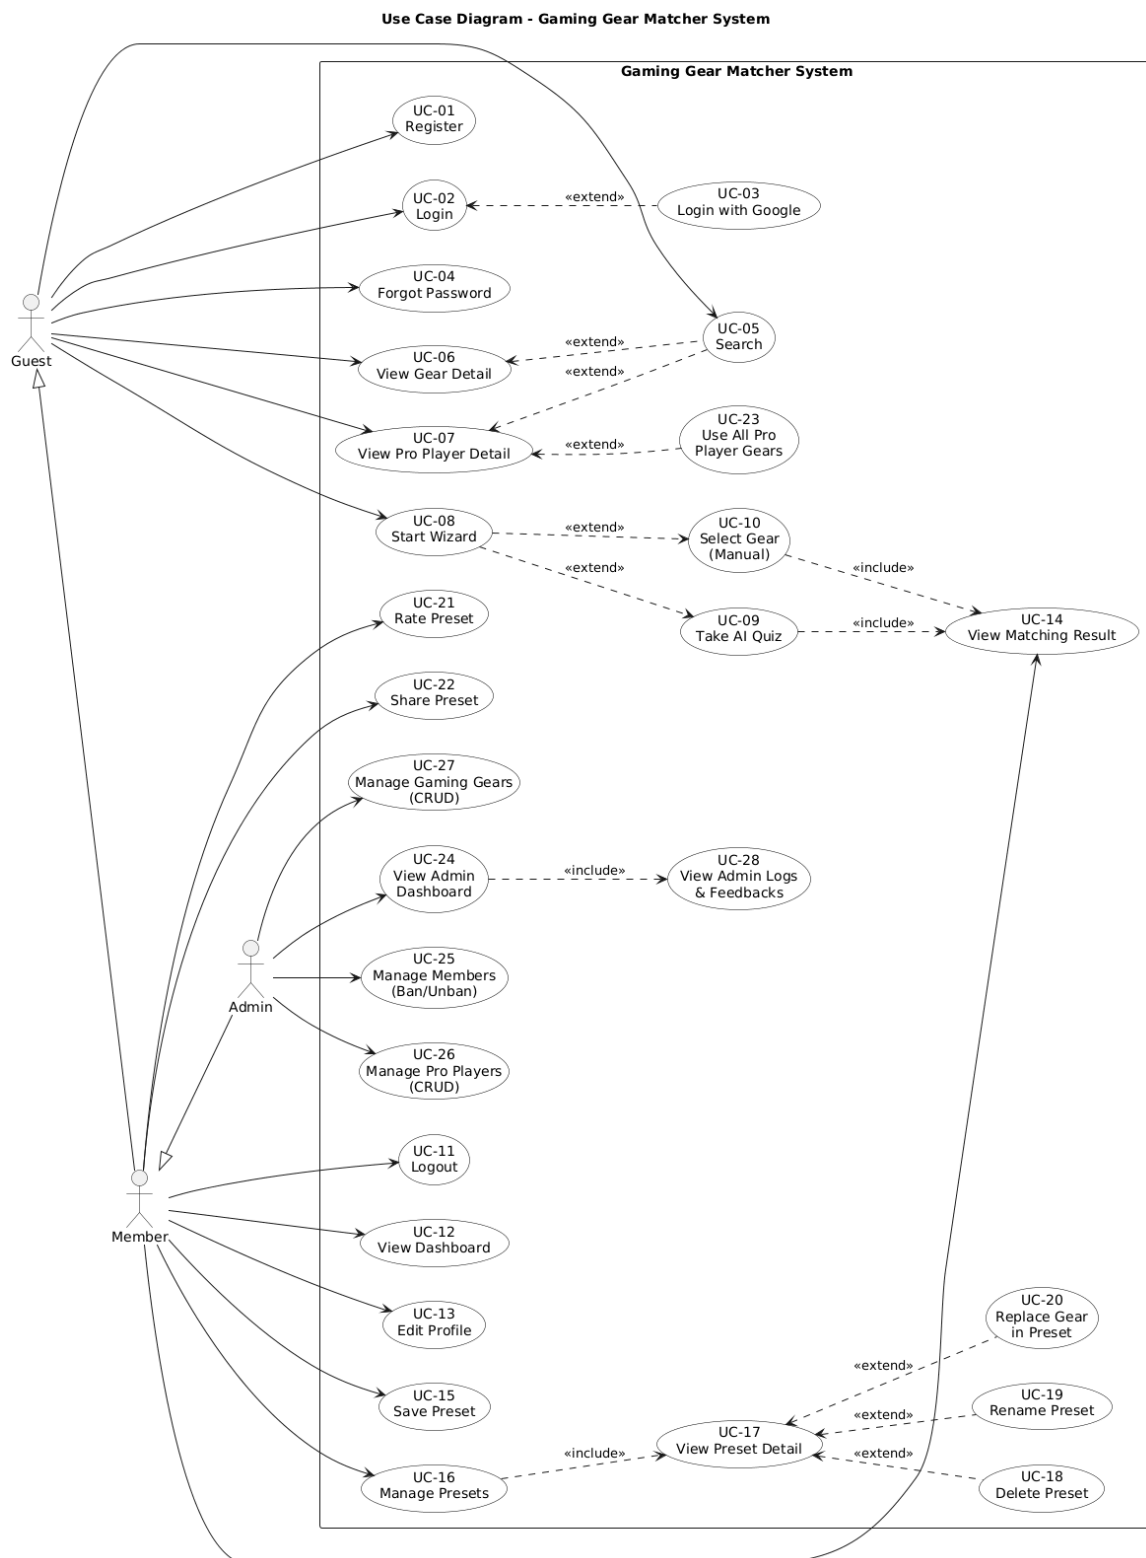 Use Case Diagram - Gaming Gear Matcher System
Gaming Gear Matcher System
UC-01
Register
UC-02
Login
«extend»
UC-03
Login with Google
UC-04
Forgot Password
UC-05
Search
«extend»
UC-06
View Gear Detail
«extend»
UC-07
View Pro Player Detail
«extend»
UC-23
Use All Pro
Player Gears
Guest
UC-08
Start Wizard
«extend»
UC-10
Select Gear
(Manual)
«extend»
«include»
UC-09
Take AI Quiz
«include»
UC-14
View Matching Result
UC-21
Rate Preset
UC-22
Share Preset
UC-27
Manage Gaming Gears
(CRUD)
UC-24
View Admin
Dashboard
«include»
UC-28
View Admin Logs
& Feedbacks
Admin
UC-25
Manage Members
(Ban/Unban)
UC-26
Manage Pro Players
(CRUD)
UC-11
Logout
Member
UC-12
View Dashboard
UC-13
Edit Profile
UC-20
Replace Gear
in Preset
«extend»
UC-15
Save Preset
UC-19
Rename Preset
«extend»
UC-17
View Preset Detail
«include»
«extend»
UC-16
Manage Presets
UC-18
Delete Preset